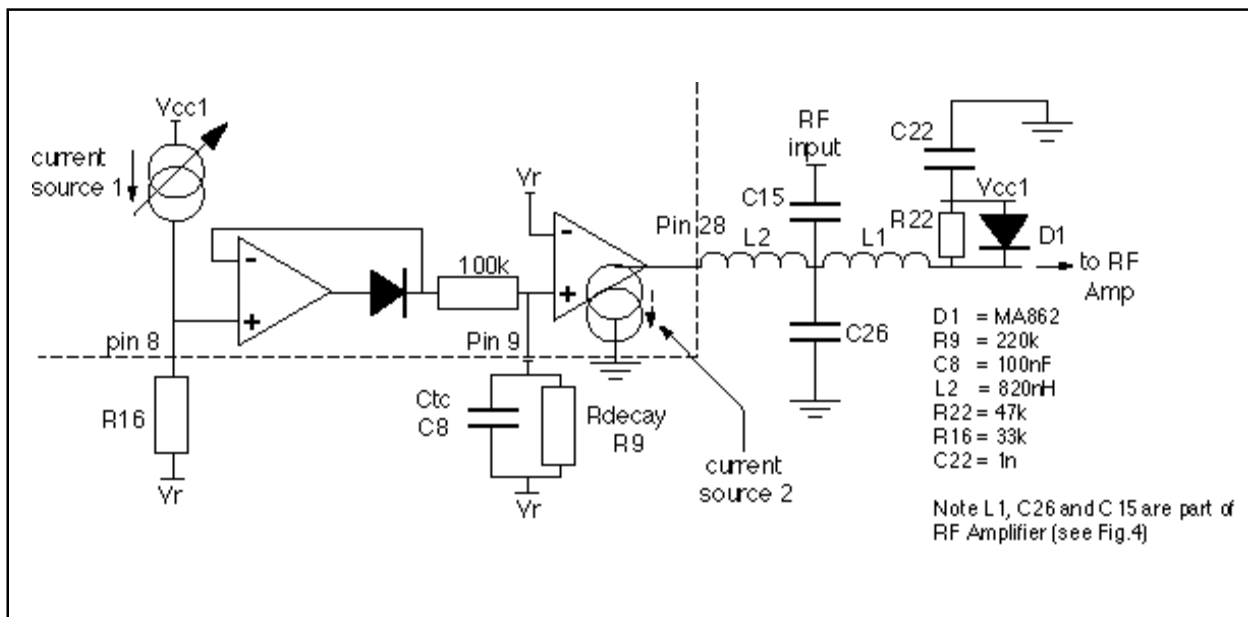 Vcc1
current
source 1
pin 8
R16
Vr
-
+
100k
Vr
-
+
Pin 9
Ctc
C8
Rdecay
R9
Vr
current
source 2
Pin 28
L2
RF
input
C15
C26
L1
C22
Vcc1
R22
D1
to RF
Amp
D1 = MA862
R9 = 220k
C8 = 100nF
L2 = 820nH
R22 = 47k
R16 = 33k
C22 = 1n
Note L1, C26 and C15 are part of
RF Amplifier (see Fig.4)